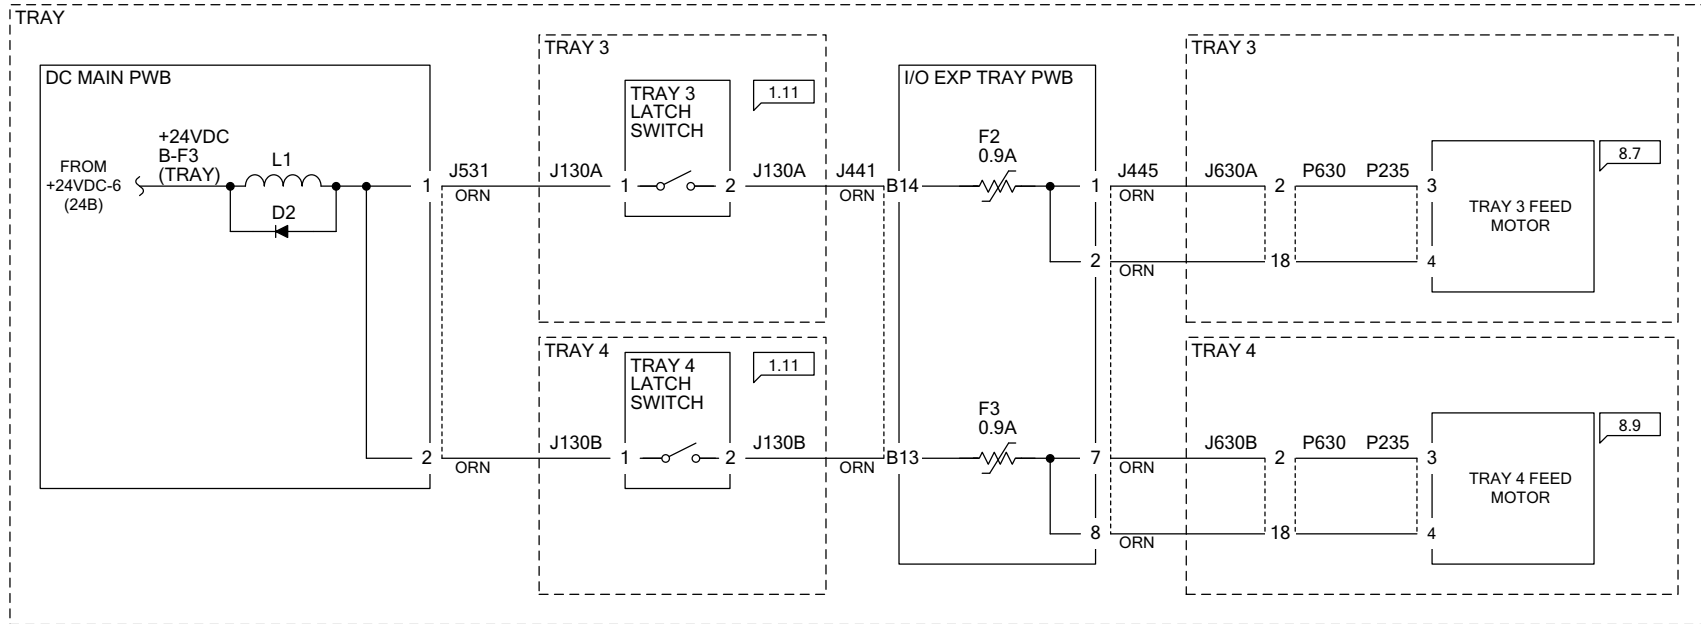 TRAY
DC MAIN PWB
+24VDC
B-F3
(TRAY)
FROM
+24VDC-6
(24B)
L1
D2
1
J531
ORN
2
ORN
TRAY 3
TRAY 3
LATCH
SWITCH
1.11
J130A
1
2
J130A
TRAY 4
TRAY 4
LATCH
SWITCH
1.11
J130B
1
2
J130B
J441
ORN
ORN
I/O EXP TRAY PWB
B14
F2
0.9A
1
2
B13
F3
0.9A
7
8
J445
ORN
ORN
ORN
ORN
TRAY 3
J630A
2
P630
P235
3
18
4
TRAY 3 FEED
MOTOR
8.7
TRAY 4
J630B
2
P630
P235
3
18
4
TRAY 4 FEED
MOTOR
8.9